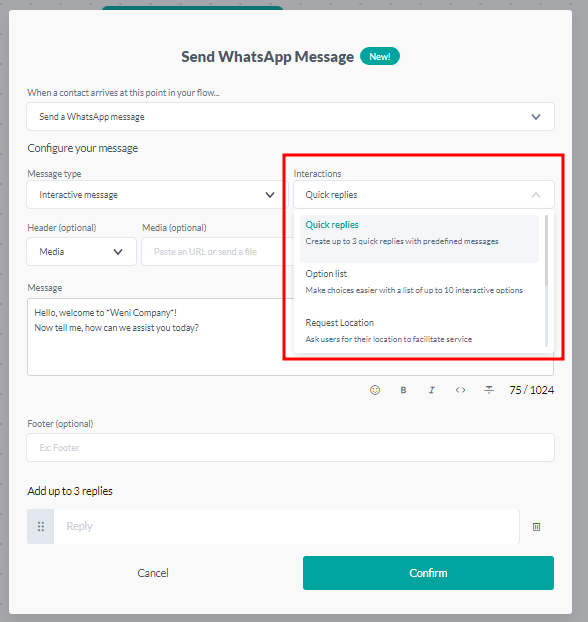 Send WhatsApp Message New!
When a contact arrives at this point in your flow...
Send a WhatsApp message
Configure your message
Message type
Interactive message
Interactions
Quick replies
Quick replies
Create up to 3 quick replies with predefined messages
Option list
Make choices easier with a list of up to 10 interactive options
Request Location
Ask users for their location to facilitate service
Header (optional)
Media
Media (optional)
Paste an URL or send a file
Message
Hello, welcome to *Weni Company*!
Now tell me, how can we assist you today?
B I <> T 75 / 1024
Footer (optional)
Ex: Footer
Add up to 3 replies
Reply
Cancel
Confirm